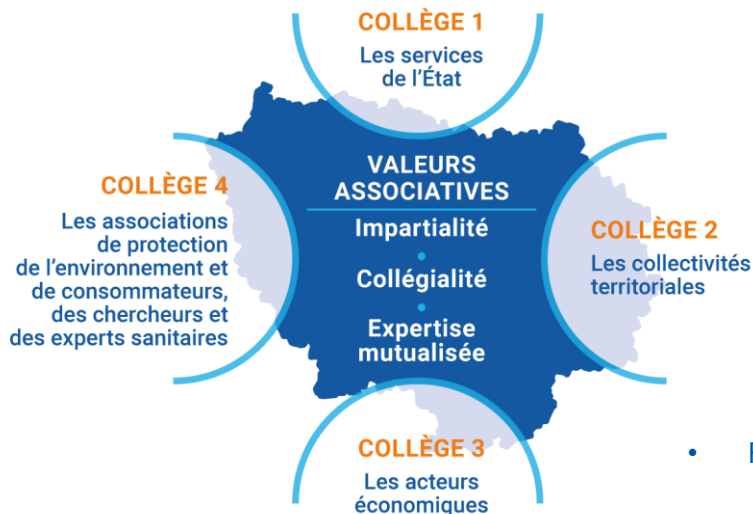 COLLÈGE 1
Les services
de l'État
VALEURS
ASSOCIATIVES
Impartialité
•
Collégialité
•
Expertise
mutualisée
COLLÈGE 4
Les associations
de protection
de l'environnement et
de consommateurs,
des chercheurs et
des experts sanitaires
COLLÈGE 2
Les collectivités
territoriales
COLLÈGE 3
Les acteurs
économiques
•